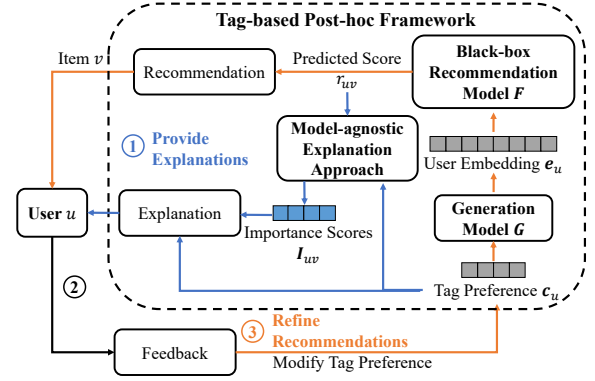 Tag-based Post-hoc Framework
Item v
Recommendation
Predicted Score
r_uv
Black-box
Recommendation
Model F
1 Provide
Explanations
Model-agnostic
Explanation
Approach
User Embedding e_u
User u
Explanation
Importance Scores
I_uv
Generation
Model G
Tag Preference c_u
2
3 Refine
Recommendations
Feedback
Modify Tag Preference